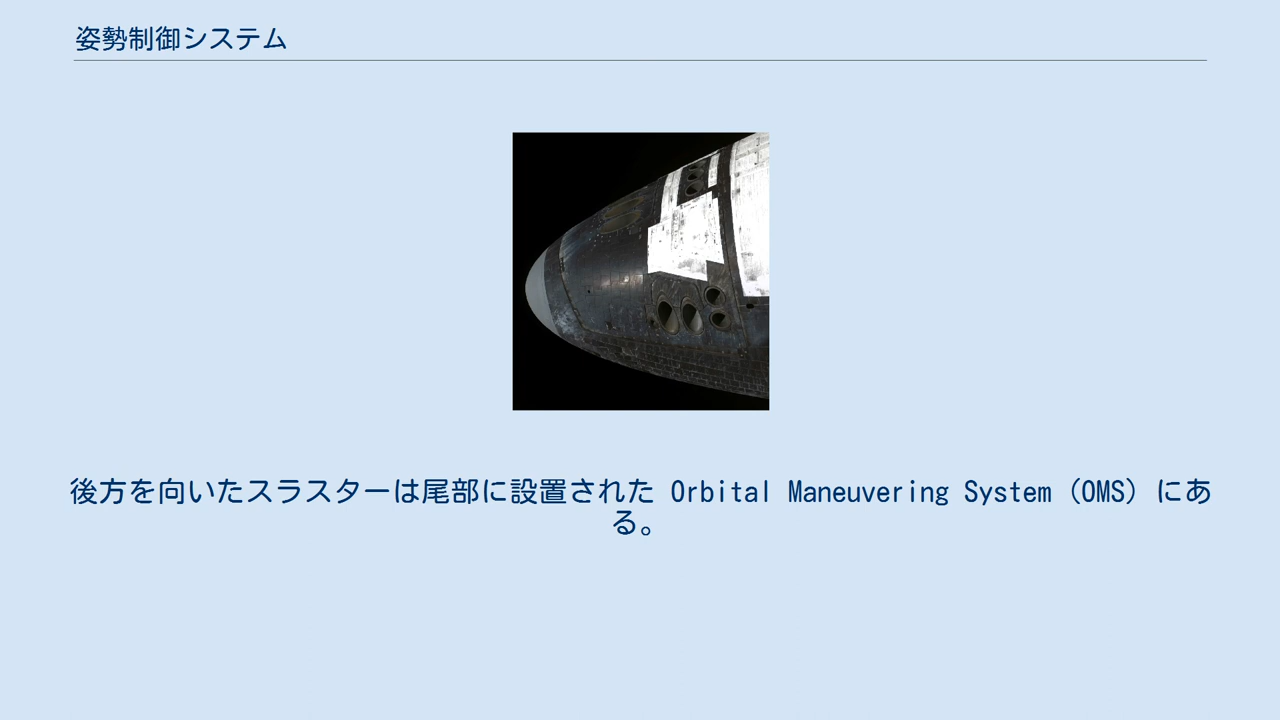 姿勢制御システム
後方を向いたスラスターは尾部に設置された Orbital Maneuvering System（OMS）にあ
る。